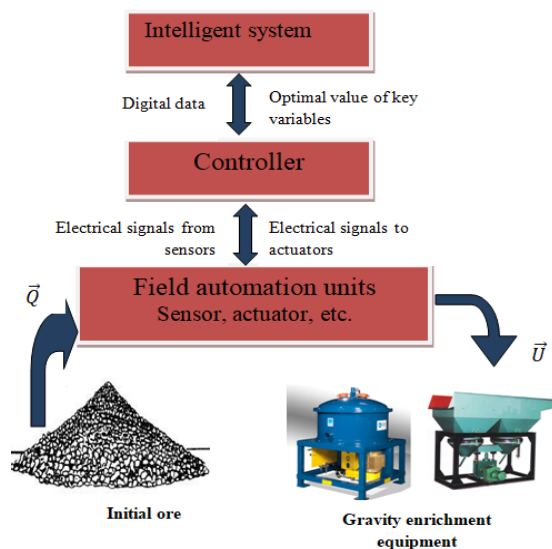 Intelligent system
Digital data
Optimal value of key
variables
Controller
Electrical signals from
sensors
Electrical signals to
actuators
Field automation units
Sensor, actuator, etc.
Q⃗
U⃗
Initial ore
Gravity enrichment
equipment